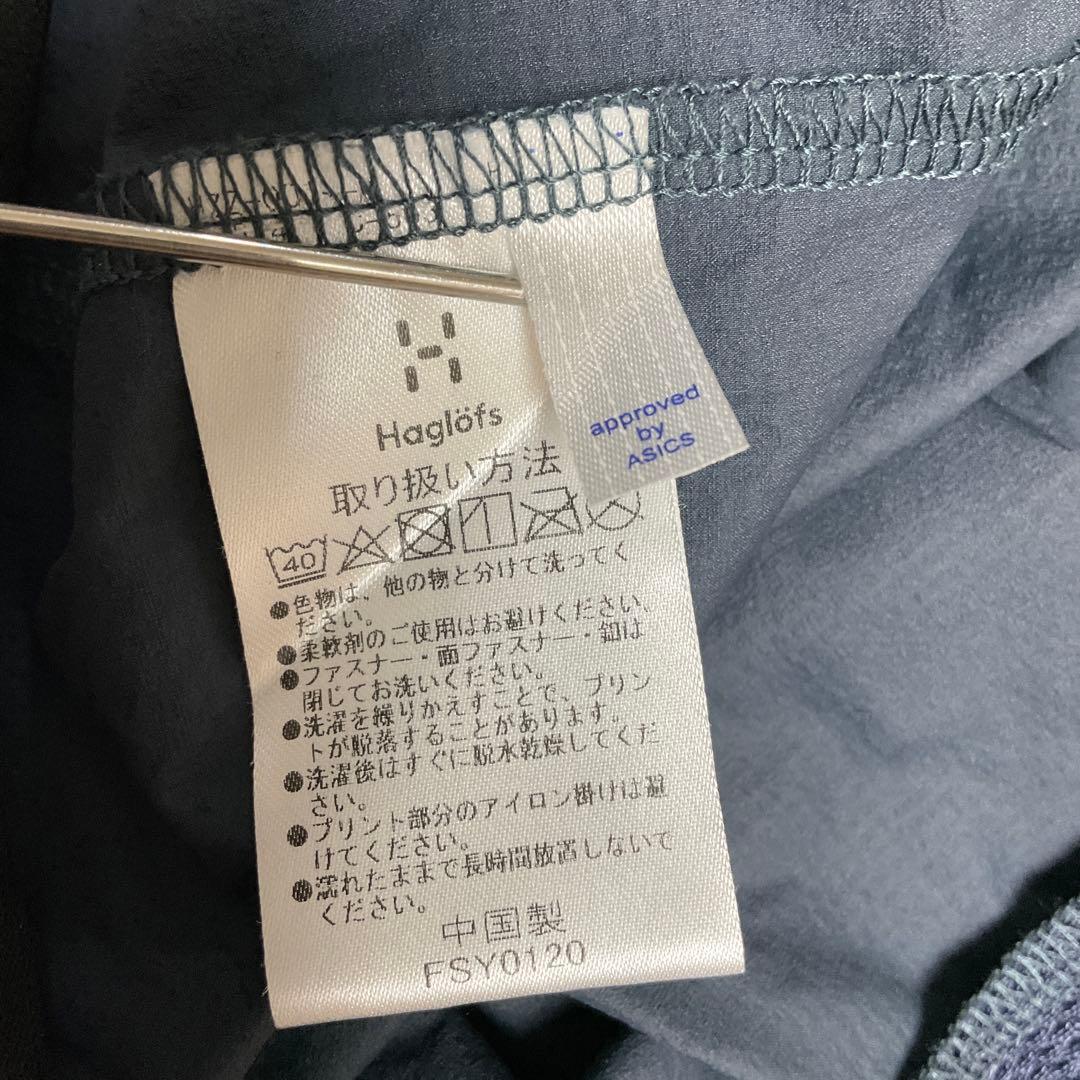 Haglöfs
approved
by
ASICS
取り扱い方法
40
●色物は、他の物と分けて洗ってく
ださい。
●柔軟剤のご使用はお避けください。
●ファスナー・面ファスナー・釦は
閉じてお洗いください。
●洗濯を繰りかえすことで、プリン
トが脱落することがあります。
●洗濯後はすぐに脱水乾燥してくだ
さい。
●プリント部分のアイロン掛けは避
けてください。
●濡れたままで長時間放置しないで
ください。
中国製
FSY0120